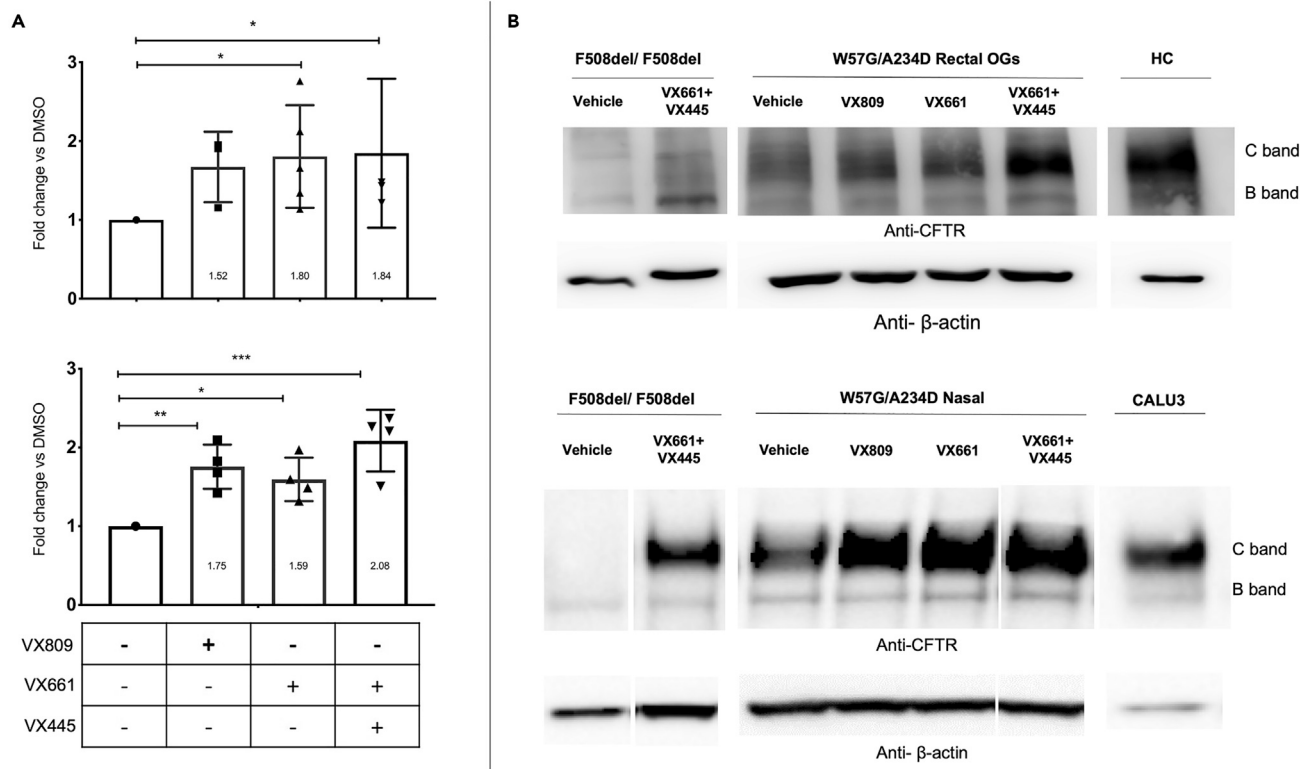 A
*
*
3
2
1
0
Fold change vs DMSO
1.52
1.80
1.84
***
*
**
3
2
1
0
Fold change vs DMSO
1.75
1.59
2.08
VX809 - + - -
VX661 - - + +
VX445 - - - +
B
F508del/ F508del
W57G/A234D Rectal OGs
HC
Vehicle
VX661+
VX445
Vehicle
VX809
VX661
VX661+
VX445
C band
B band
Anti-CFTR
Anti- β-actin
F508del/ F508del
W57G/A234D Nasal
CALU3
Vehicle
VX661+
VX445
Vehicle
VX809
VX661
VX661+
VX445
C band
B band
Anti-CFTR
Anti- β-actin